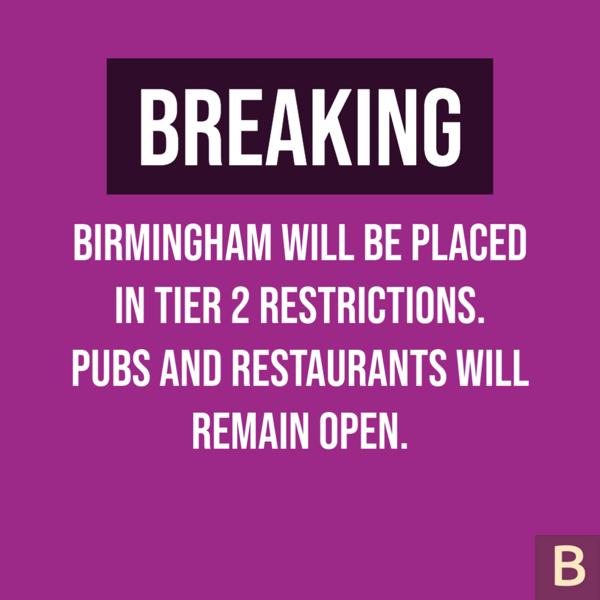 BREAKING
BIRMINGHAM WILL BE PLACED
IN TIER 2 RESTRICTIONS.
PUBS AND RESTAURANTS WILL
REMAIN OPEN.
B